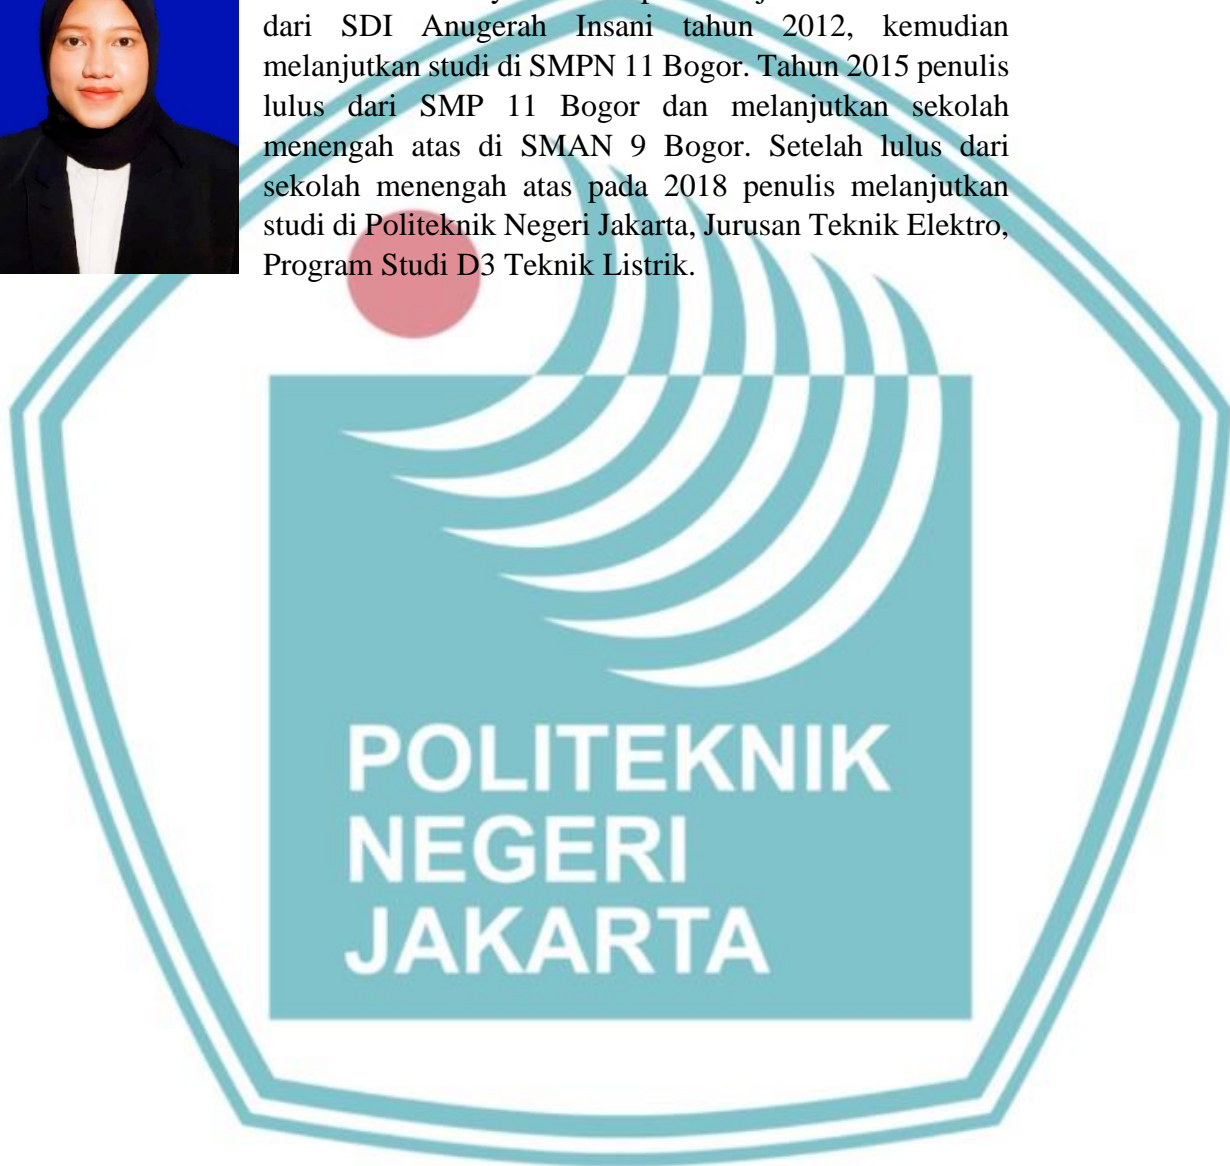 dari SDI Anugerah Insani tahun 2012, kemudian
melanjutkan studi di SMPN 11 Bogor. Tahun 2015 penulis
lulus dari SMP 11 Bogor dan melanjutkan sekolah
menengah atas di SMAN 9 Bogor. Setelah lulus dari
sekolah menengah atas pada 2018 penulis melanjutkan
studi di Politeknik Negeri Jakarta, Jurusan Teknik Elektro,
Program Studi D3 Teknik Listrik.
POLITEKNIK
NEGERI
JAKARTA